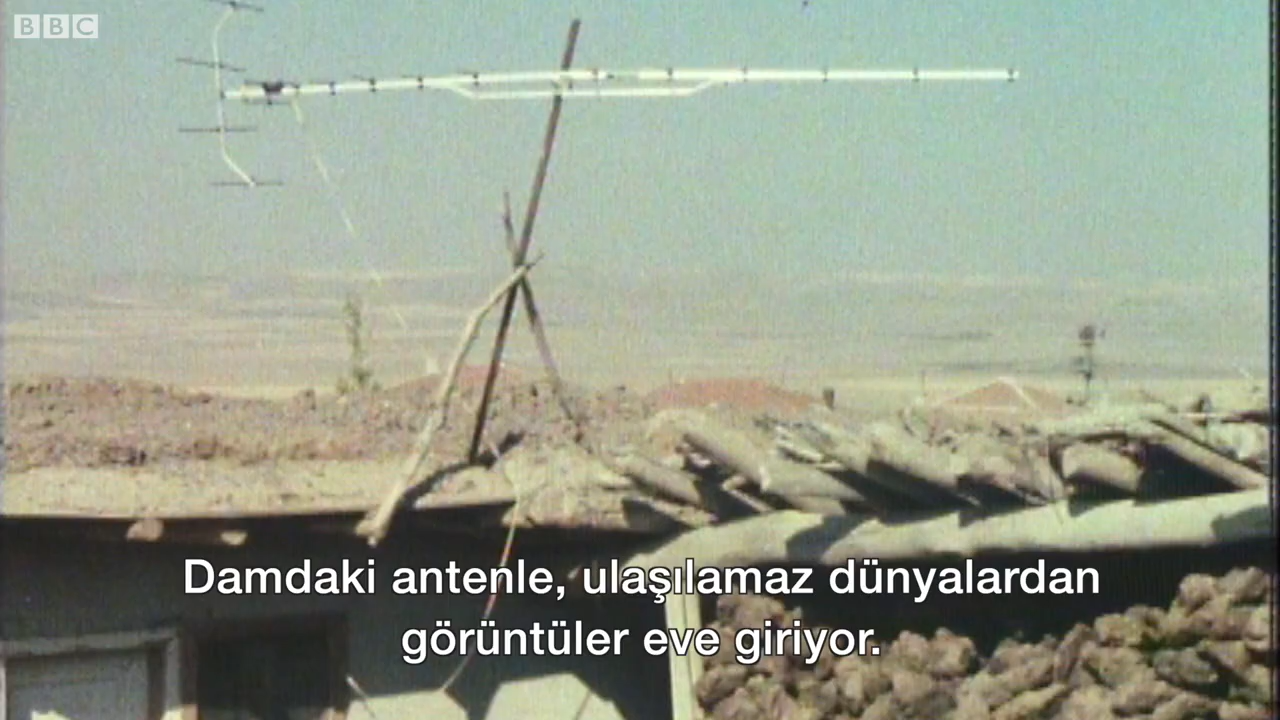 BBC
Damdaki antenle, ulaşılamaz dünyalardan
görüntüler eve giriyor.